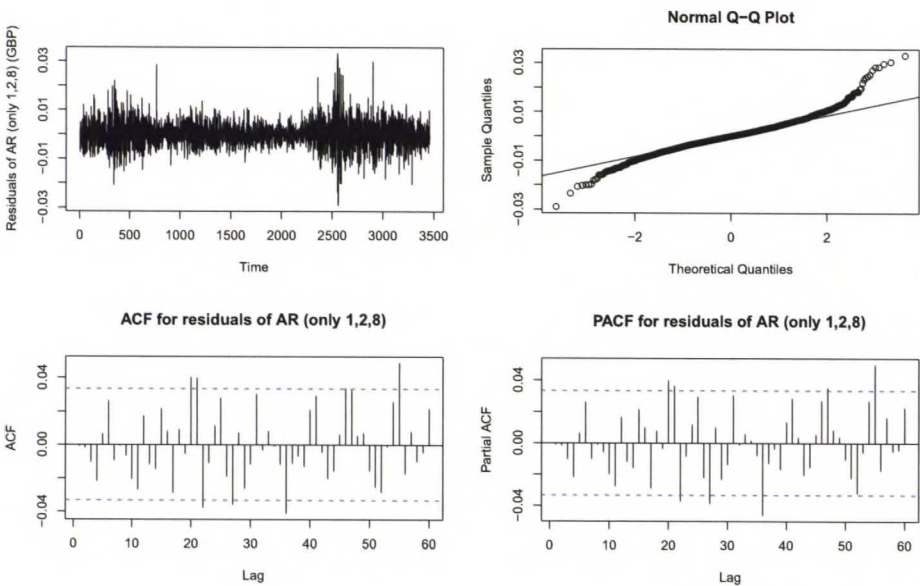 Residuals of AR (only 1,2,8) (GBP)
0.03
0.01
−0.01
−0.03
0 500 1000 1500 2000 2500 3000 3500
Time
Normal Q−Q Plot
Sample Quantiles
0.03
0.01
−0.01
−0.03
−2 0 2
Theoretical Quantiles
ACF for residuals of AR (only 1,2,8)
ACF
0.04
0.00
−0.04
0 10 20 30 40 50 60
Lag
PACF for residuals of AR (only 1,2,8)
Partial ACF
0.04
0.00
−0.04
0 10 20 30 40 50 60
Lag